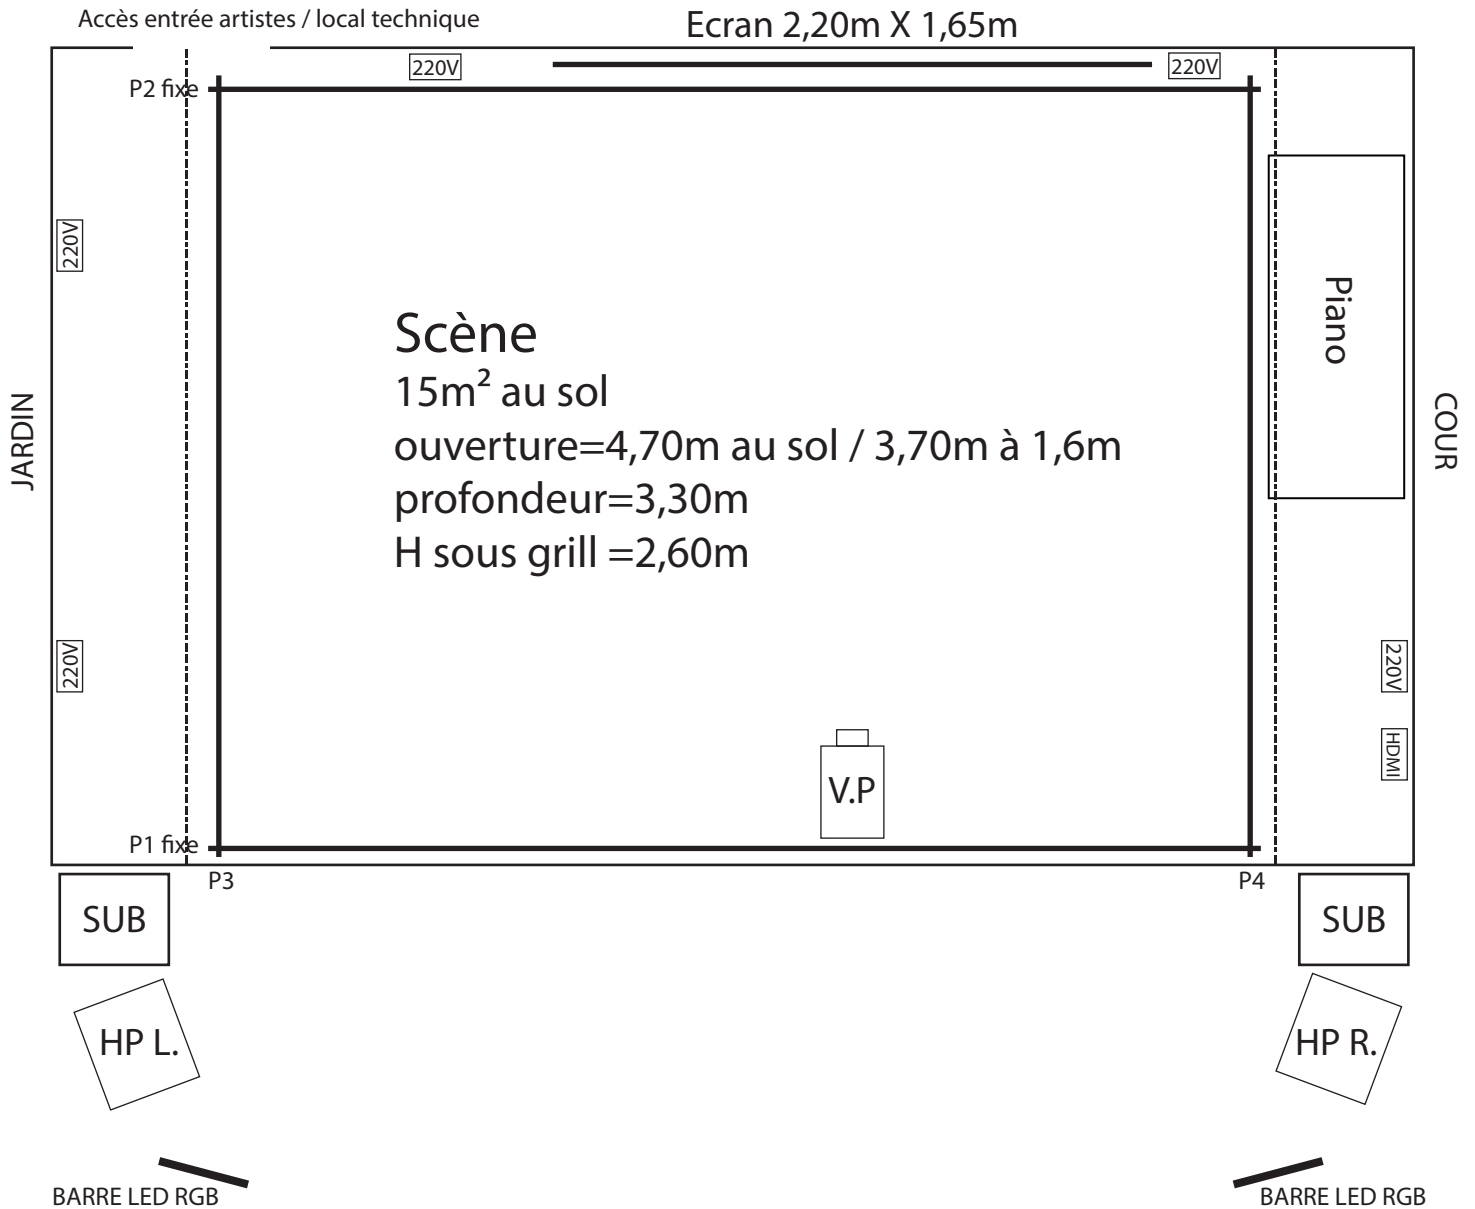 Accès entrée artistes / local technique
Ecran 2,20m X 1,65m
220V
220V
P2 fixe
220V
Piano
Scène
15m² au sol
ouverture=4,70m au sol / 3,70m à 1,6m
profondeur=3,30m
H sous grill =2,60m
JARDIN
COUR
220V
220V
HDMI
V.P
P1 fixe
P3
P4
SUB
SUB
HP L.
HP R.
BARRE LED RGB
BARRE LED RGB